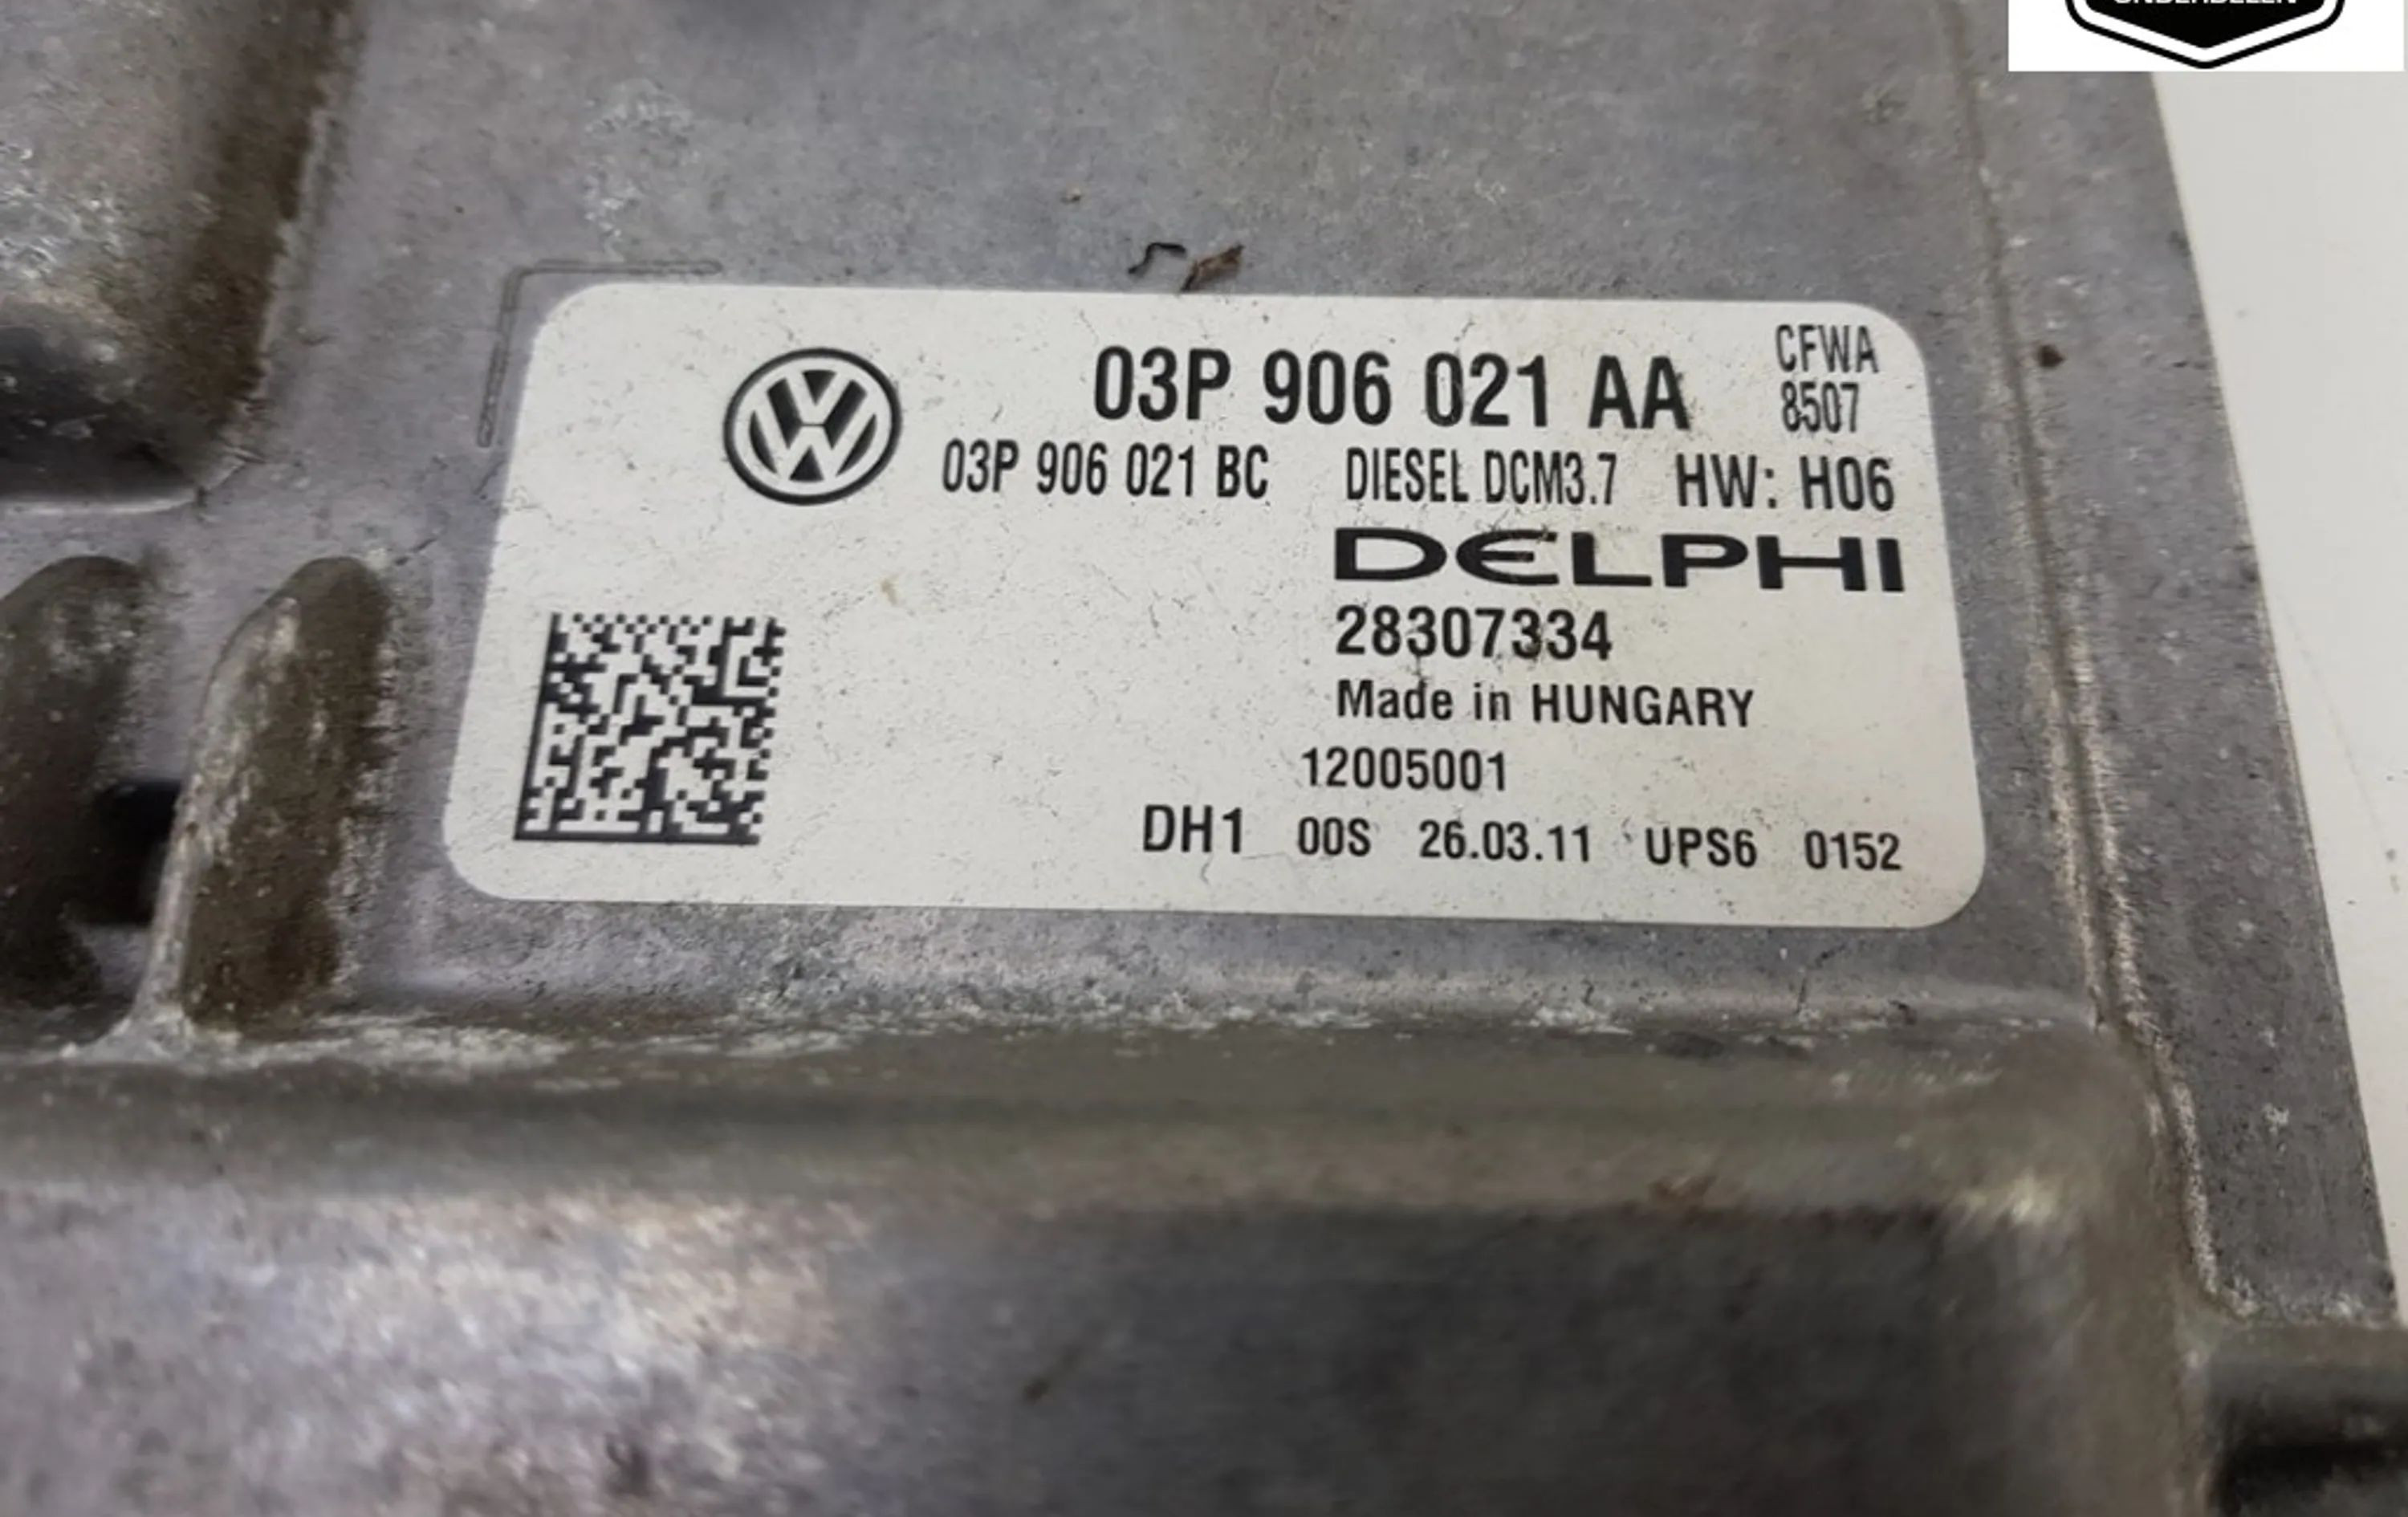 ONDERDELEN
03P 906 021 AA
CFWA
8507
03P 906 021 BC DIESEL DCM3.7 HW: H06
DELPHI
28307334
Made in HUNGARY
12005001
DH1 00S 26.03.11 UPS6 0152